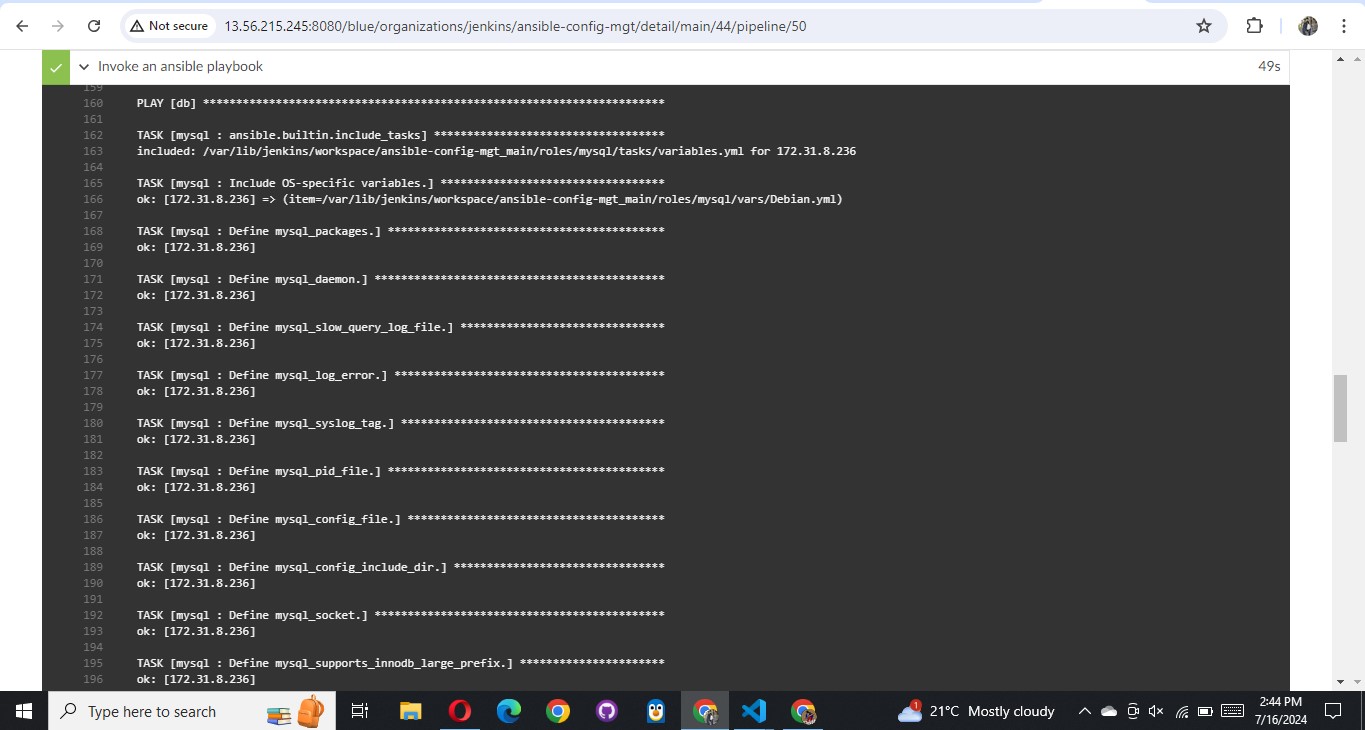 Not secure
13.56.215.245:8080/blue/organizations/jenkins/ansible-config-mgt/detail/main/44/pipeline/50
Invoke an ansible playbook
49s
159
160 PLAY [db] **********************************************************************
161
162 TASK [mysql : ansible.builtin.include_tasks] ***********************************
163 included: /var/lib/jenkins/workspace/ansible-config-mgt_main/roles/mysql/tasks/variables.yml for 172.31.8.236
164
165 TASK [mysql : Include OS-specific variables.] **********************************
166 ok: [172.31.8.236] => (item=/var/lib/jenkins/workspace/ansible-config-mgt_main/roles/mysql/vars/Debian.yml)
167
168 TASK [mysql : Define mysql_packages.] ******************************************
169 ok: [172.31.8.236]
170
171 TASK [mysql : Define mysql_daemon.] ********************************************
172 ok: [172.31.8.236]
173
174 TASK [mysql : Define mysql_slow_query_log_file.] *******************************
175 ok: [172.31.8.236]
176
177 TASK [mysql : Define mysql_log_error.] *****************************************
178 ok: [172.31.8.236]
179
180 TASK [mysql : Define mysql_syslog_tag.] ****************************************
181 ok: [172.31.8.236]
182
183 TASK [mysql : Define mysql_pid_file.] ******************************************
184 ok: [172.31.8.236]
185
186 TASK [mysql : Define mysql_config_file.] ***************************************
187 ok: [172.31.8.236]
188
189 TASK [mysql : Define mysql_config_include_dir.] ********************************
190 ok: [172.31.8.236]
191
192 TASK [mysql : Define mysql_socket.] ********************************************
193 ok: [172.31.8.236]
194
195 TASK [mysql : Define mysql_supports_innodb_large_prefix.] **********************
196 ok: [172.31.8.236]
Type here to search
1
21°C Mostly cloudy
2:44 PM
7/16/2024